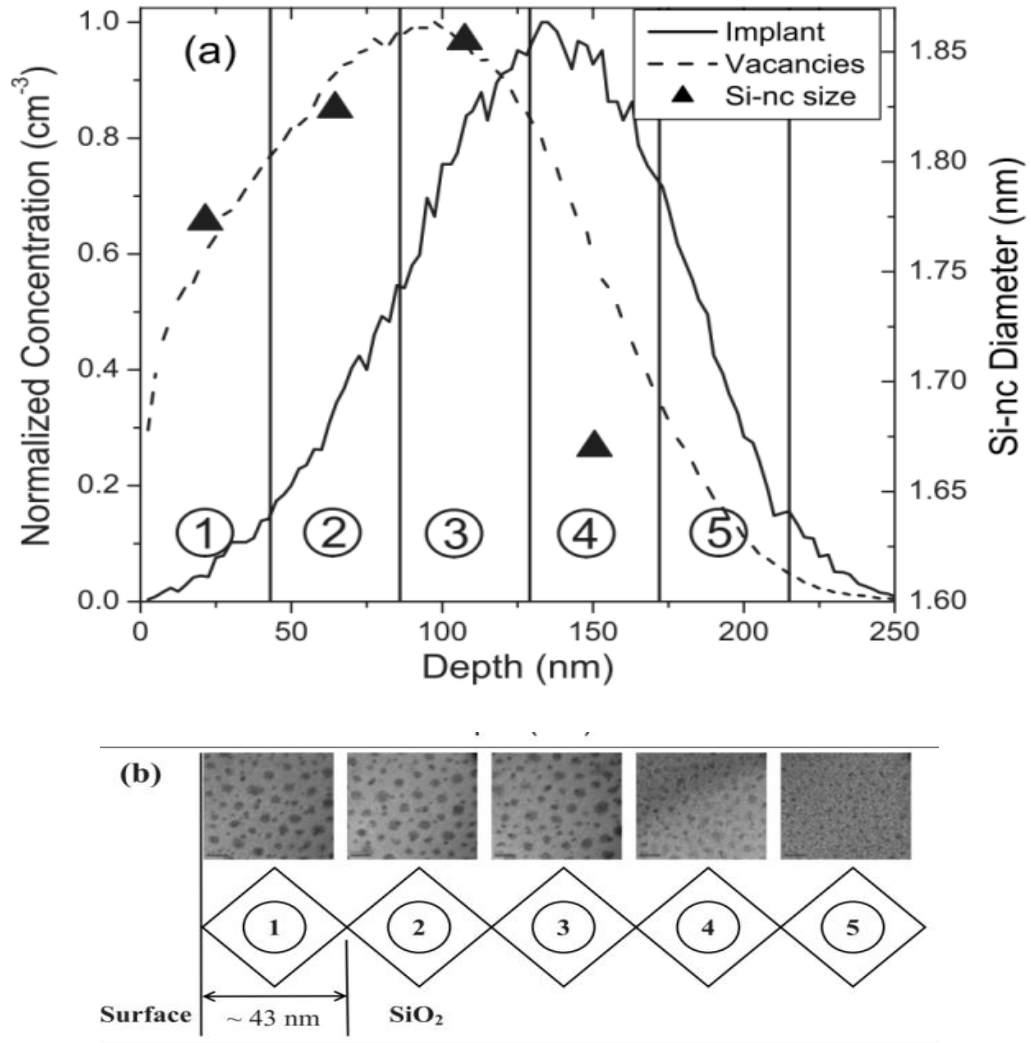 (a)
Implant
Vacancies
Si-nc size
Normalized Concentration (cm-3)
1.0
0.8
0.6
0.4
0.2
0.0
Si-nc Diameter (nm)
1.85
1.80
1.75
1.70
1.65
1.60
1 2 3 4 5
0 50 100 150 200 250
Depth (nm)
(b)
1 2 3 4 5
~ 43 nm
Surface SiO₂